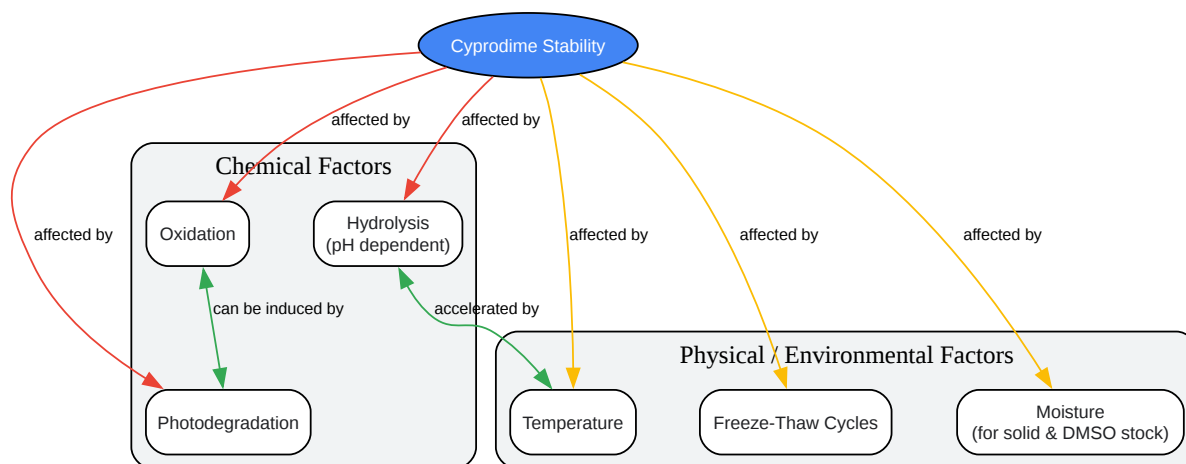 Cyprodime Stability
affected by
affected by
Chemical Factors
Oxidation
Hydrolysis
(pH dependent)
affected by
affected by
affected by
affected by
can be induced by
accelerated by
Physical / Environmental Factors
Photodegradation
Temperature
Freeze-Thaw Cycles
Moisture
(for solid & DMSO stock)